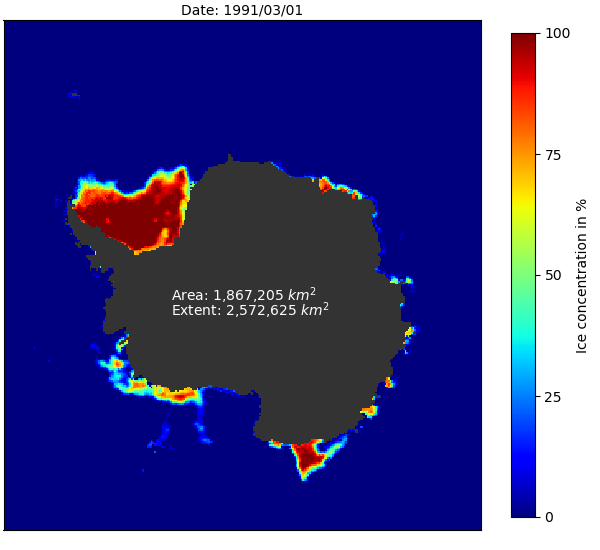 Date: 1991/03/01
100
75
50
25
0
Ice concentration in %
Area: 1,867,205 km²
Extent: 2,572,625 km²